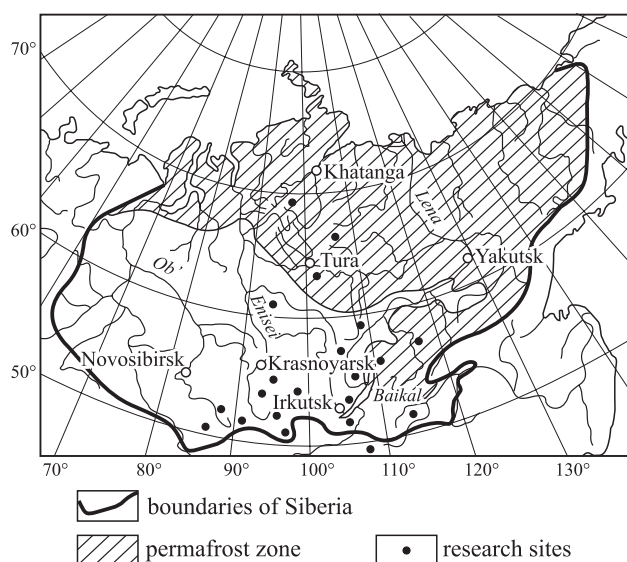 70°
Khatanga
Lena
60°
Tura
Yakutsk
Ob'
Enisei
Novosibirsk
Krasnoyarsk
50°
Irkutsk
Baikal
70° 80° 90° 100° 110° 120° 130°
boundaries of Siberia
permafrost zone research sites